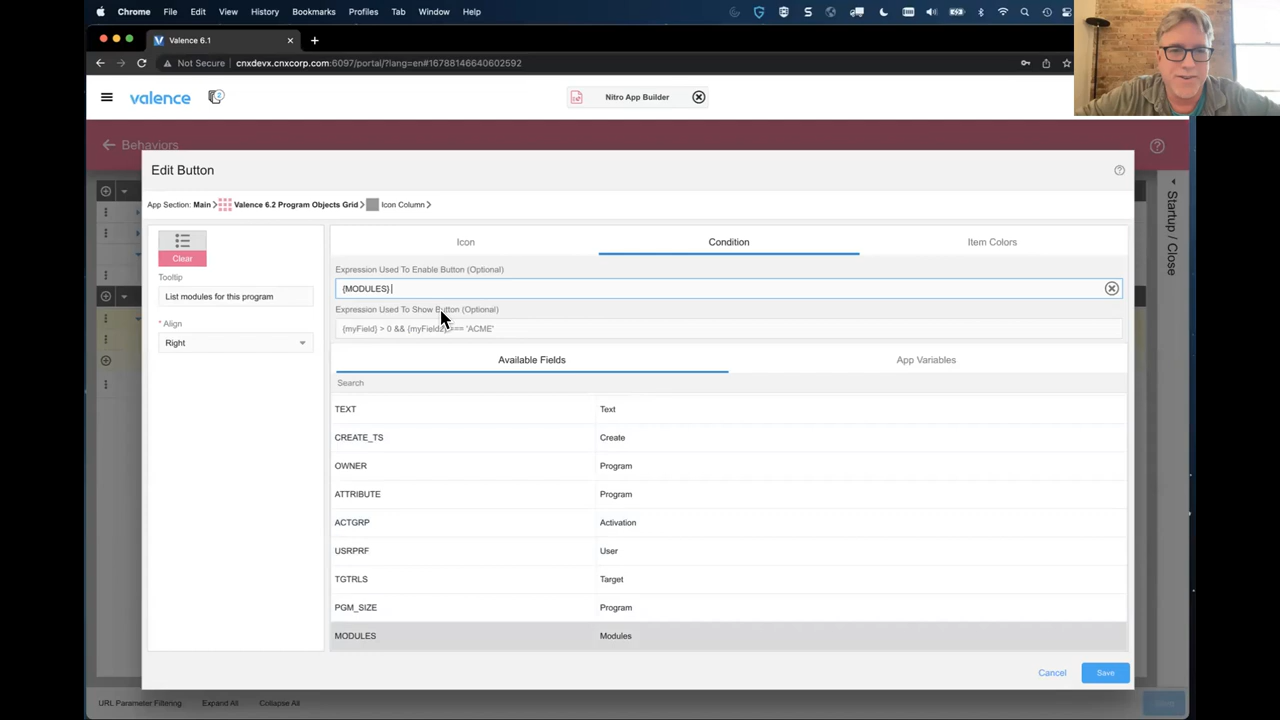 Chrome File Edit View History Bookmarks Profiles Tab Window Help
Valence 6.1
Not Secure cnxdevx.cnxcorp.com:6097/portal/?lang=en#16788146640602592
valence
2
Nitro App Builder
Behaviors
Edit Button
App Section: Main Valence 6.2 Program Objects Grid Icon Column
Clear
Tooltip
List modules for this program
* Align
Right
Icon
Condition
Item Colors
Expression Used To Enable Button (Optional)
{MODULES}
Expression Used To Show Button (Optional)
{myField} > 0 && {myField2} === 'ACME'
Available Fields
App Variables
Search
TEXT Text
CREATE_TS Create
OWNER Program
ATTRIBUTE Program
ACTGRP Activation
USRPRF User
TGTRLS Target
PGM_SIZE Program
MODULES Modules
Cancel
Save
Startup / Close
URL Parameter Filtering Expand All Collapse All